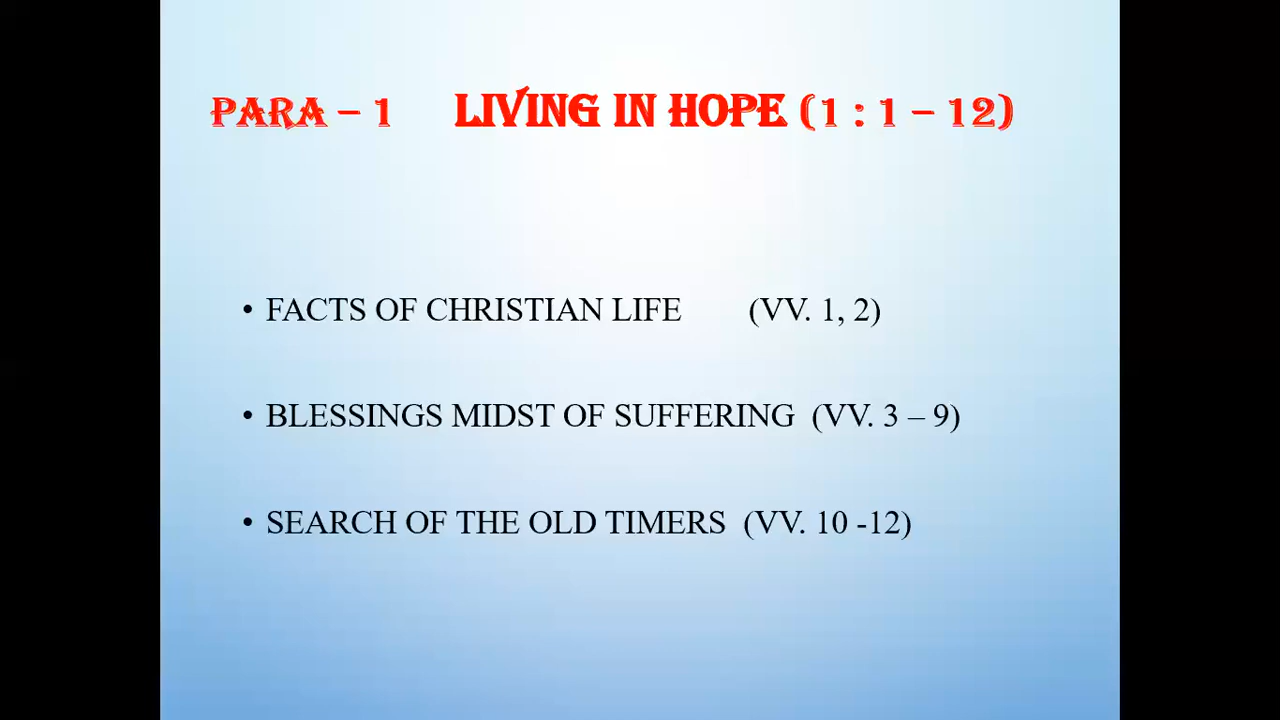 PARA – 1 LIVING IN HOPE (1 : 1 – 12)
• FACTS OF CHRISTIAN LIFE (VV. 1, 2)
• BLESSINGS MIDST OF SUFFERING (VV. 3 – 9)
• SEARCH OF THE OLD TIMERS (VV. 10 -12)